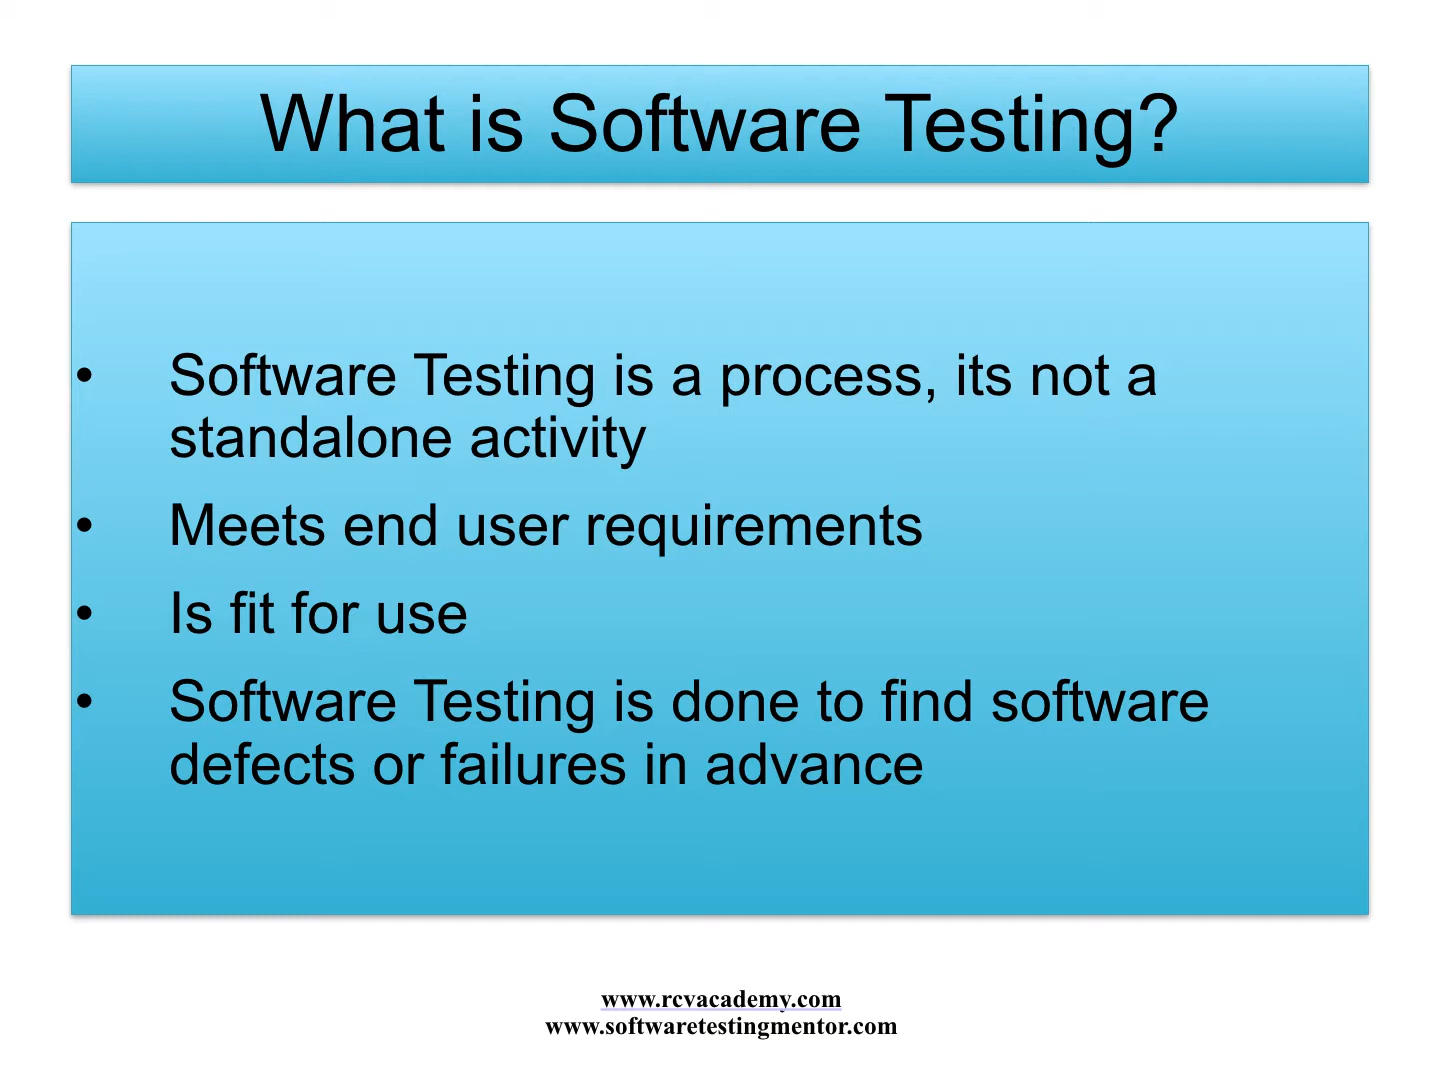 What is Software Testing?
• Software Testing is a process, its not a
standalone activity
• Meets end user requirements
• Is fit for use
• Software Testing is done to find software
defects or failures in advance
www.rcvacademy.com
www.softwaretestingmentor.com